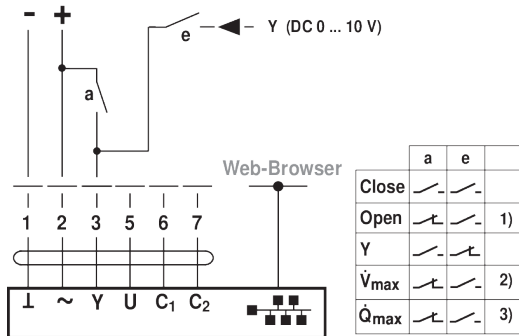 - +
Y (DC 0 ... 10 V)
e
a
Web-Browser
1 2 3 5 6 7
⊥ ~ Y U C₁ C₂
a e
Close
Open 1)
Y
V̇max 2)
Q̇max 3)